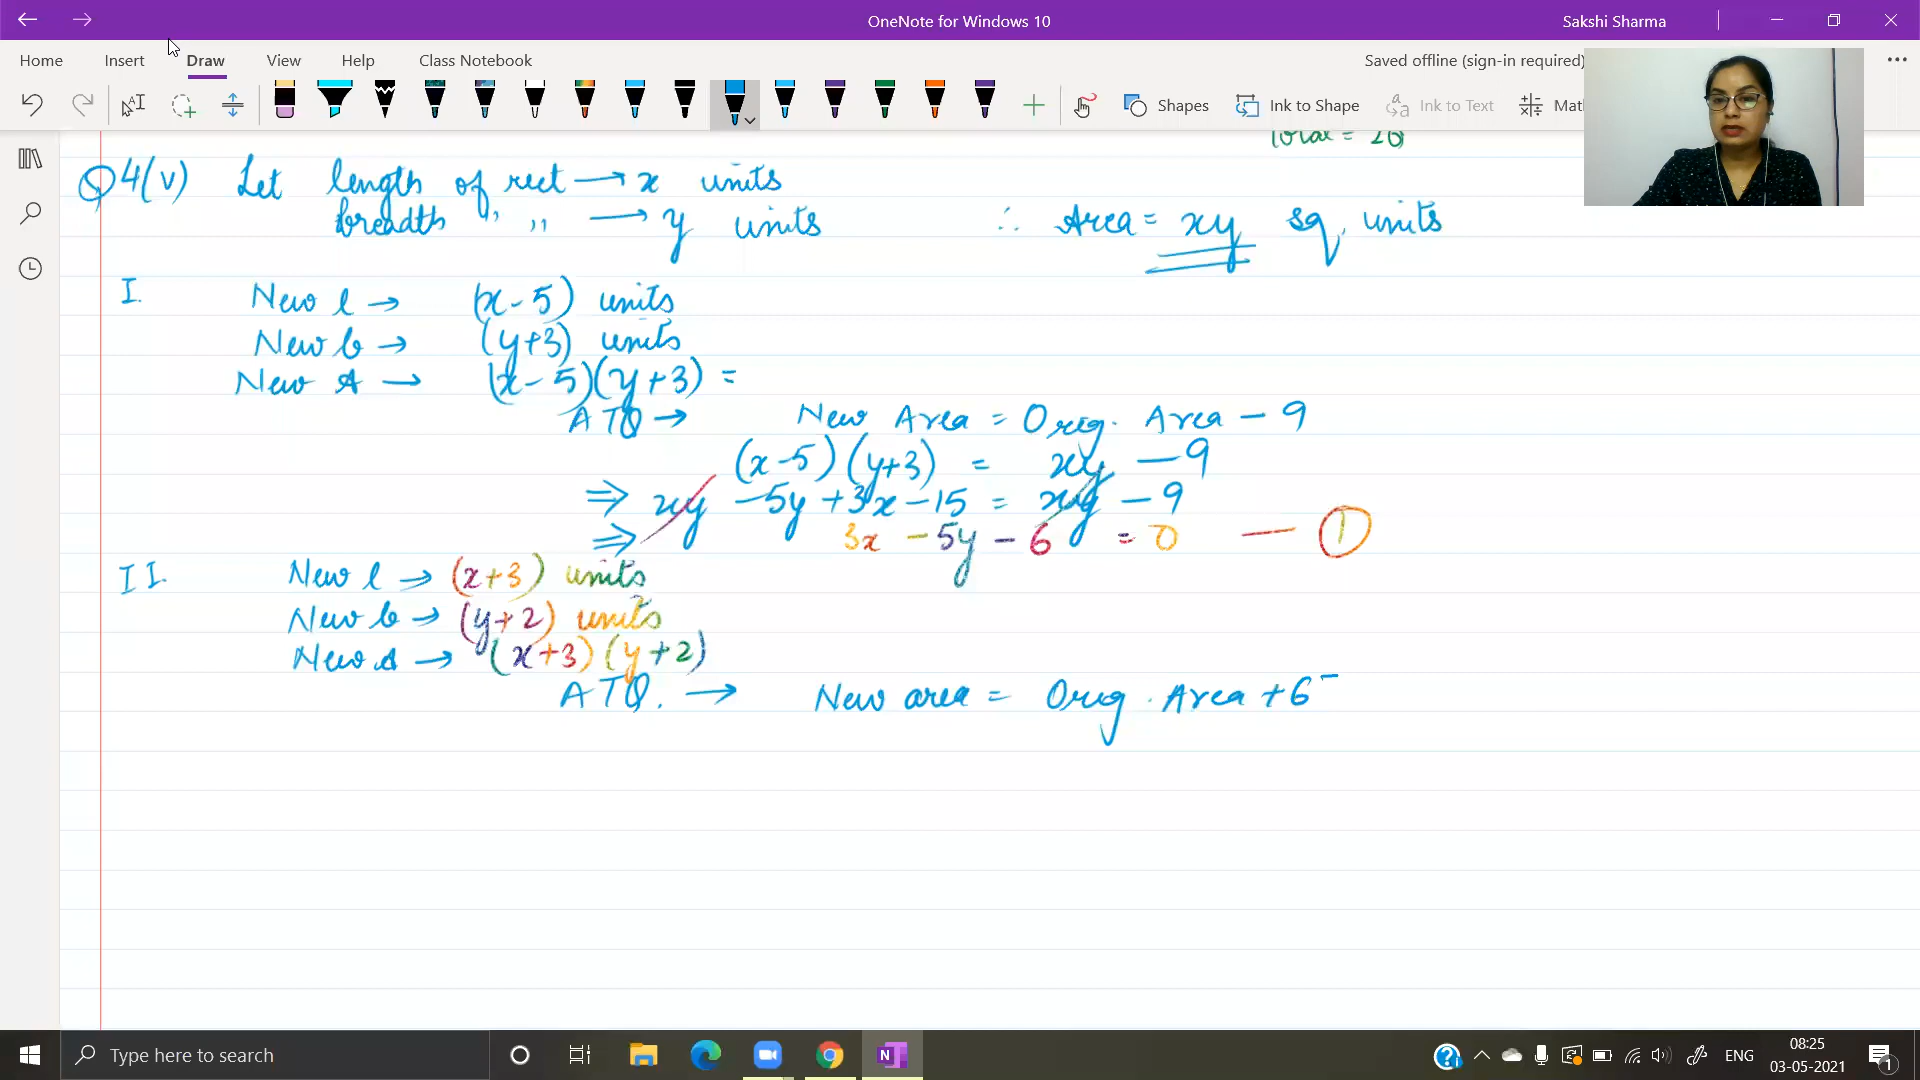 OneNote for Windows 10
Sakshi Sharma
Home Insert Draw View Help Class Notebook
Saved offline (sign-in required)
Shapes Ink to Shape Ink to Text Math
Total = 26
Q4(v) Let length of rect → x units
breadth " " → y units ∴ Area = xy sq. units
I. New l → (x-5) units
New b → (y+3) units
New A → (x-5)(y+3) =
ATQ → New Area = Orig. Area - 9
(x-5)(y+3) = xy - 9
⇒ xy - 5y + 3x - 15 = xy - 9
⇒ 3x - 5y - 6 = 0 — ①
II. New l → (x+3) units
New b → (y+2) units
New A → (x+3)(y+2)
ATQ. → New area = Orig. Area + 6
Type here to search
ENG
08:25
03-05-2021
1